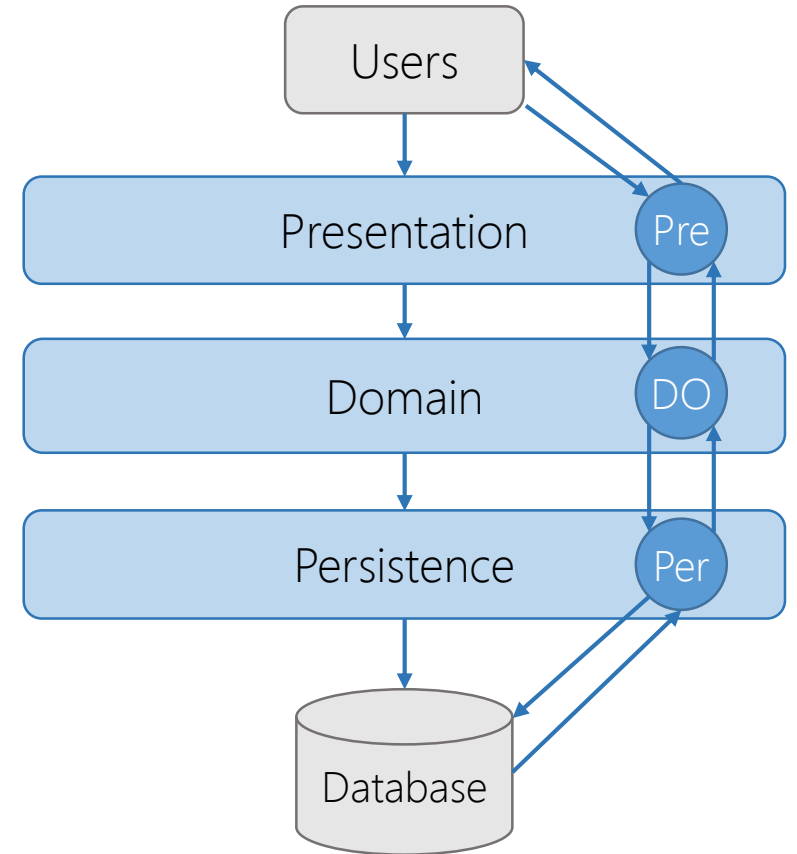 Users
Presentation
Pre
Domain
DO
Persistence
Per
Database